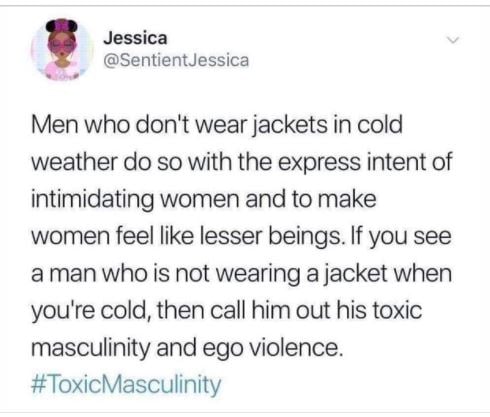 Jessica
@SentientJessica
Men who don't wear jackets in cold
weather do so with the express intent of
intimidating women and to make
women feel like lesser beings. If you see
a man who is not wearing a jacket when
you're cold, then call him out his toxic
masculinity and ego violence.
#ToxicMasculinity